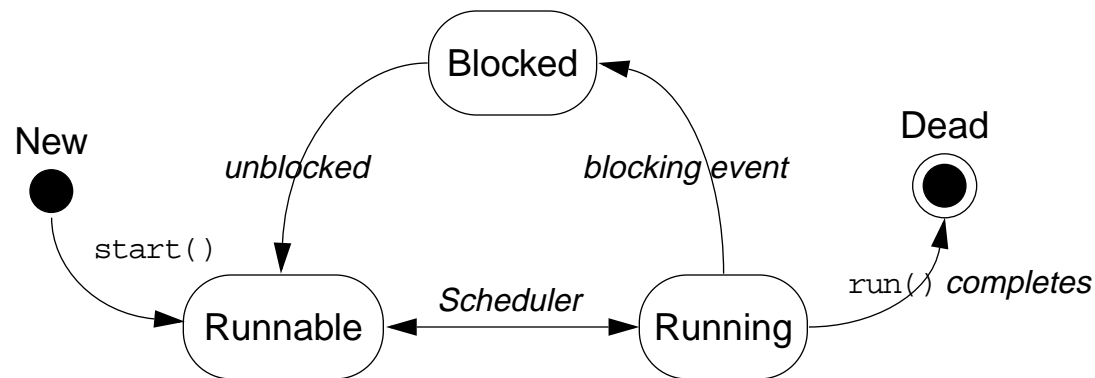 Blocked
New
Dead
unblocked
blocking event
start()
Scheduler
run() completes
Runnable
Running